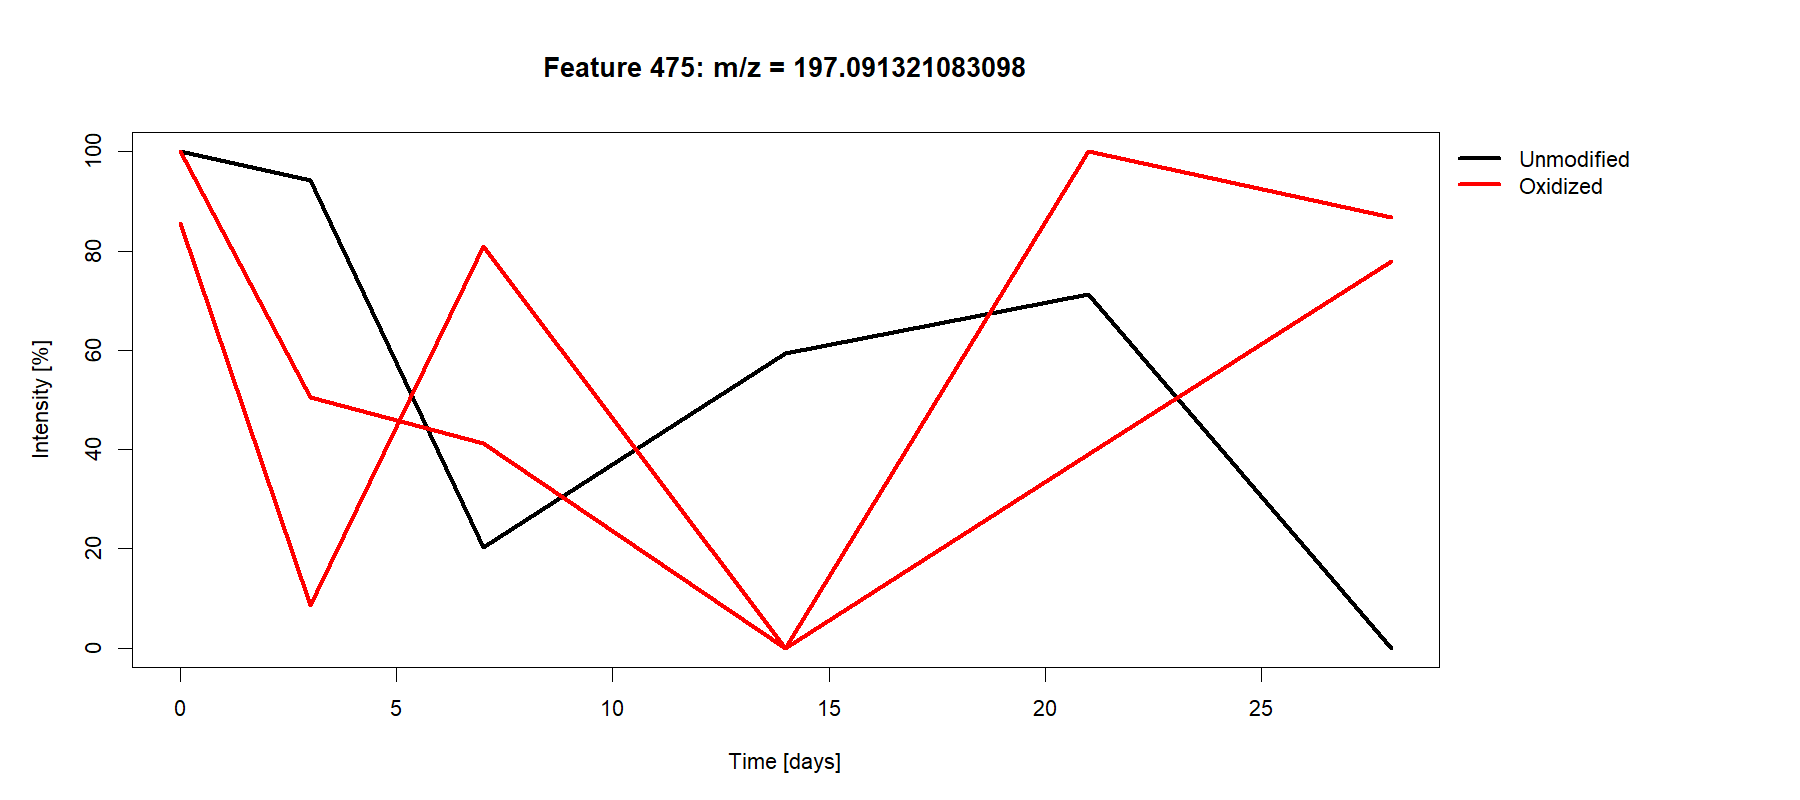 Feature 475: m/z = 197.091321083098
Unmodified
Oxidized
Intensity [%]
100
80
60
40
20
0
0 5 10 15 20 25
Time [days]